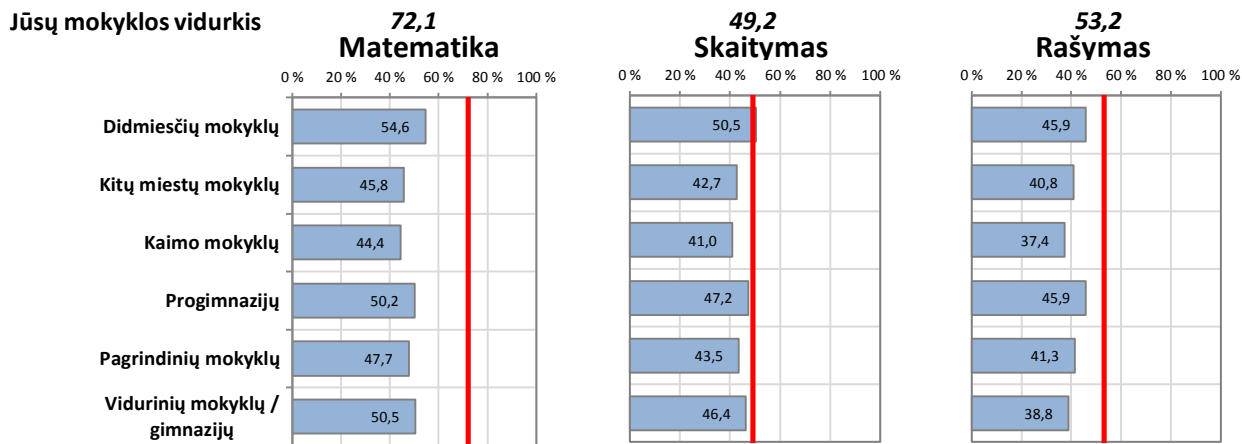 Jūsų mokyklos vidurkis 72,1 49,2 53,2
Matematika Skaitymas Rašymas
0 % 20 % 40 % 60 % 80 % 100 % 0 % 20 % 40 % 60 % 80 % 100 % 0 % 20 % 40 % 60 % 80 % 100 %
Didmiesčių mokyklų 54,6 50,5 45,9
Kitų miestų mokyklų 45,8 42,7 40,8
Kaimo mokyklų 44,4 41,0 37,4
Progimnazijų 50,2 47,2 45,9
Pagrindinių mokyklų 47,7 43,5 41,3
Vidurinių mokyklų /
gimnazijų 50,5 46,4 38,8